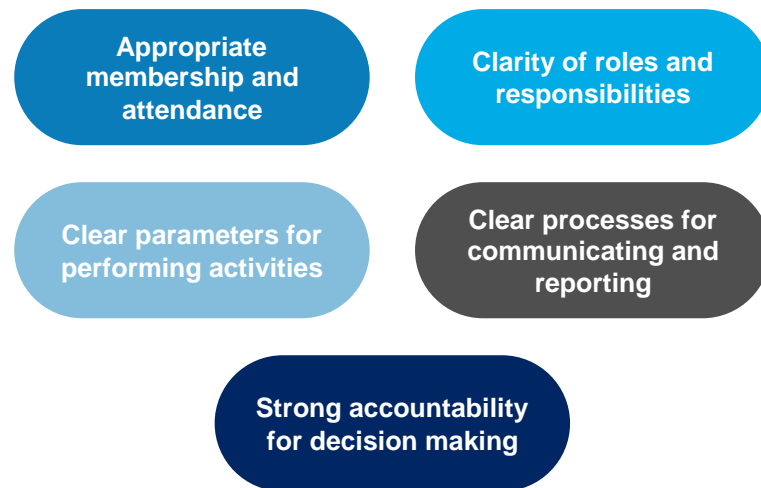 Appropriate
membership and
attendance
Clarity of roles and
responsibilities
Clear parameters for
performing activities
Clear processes for
communicating and
reporting
Strong accountability
for decision making